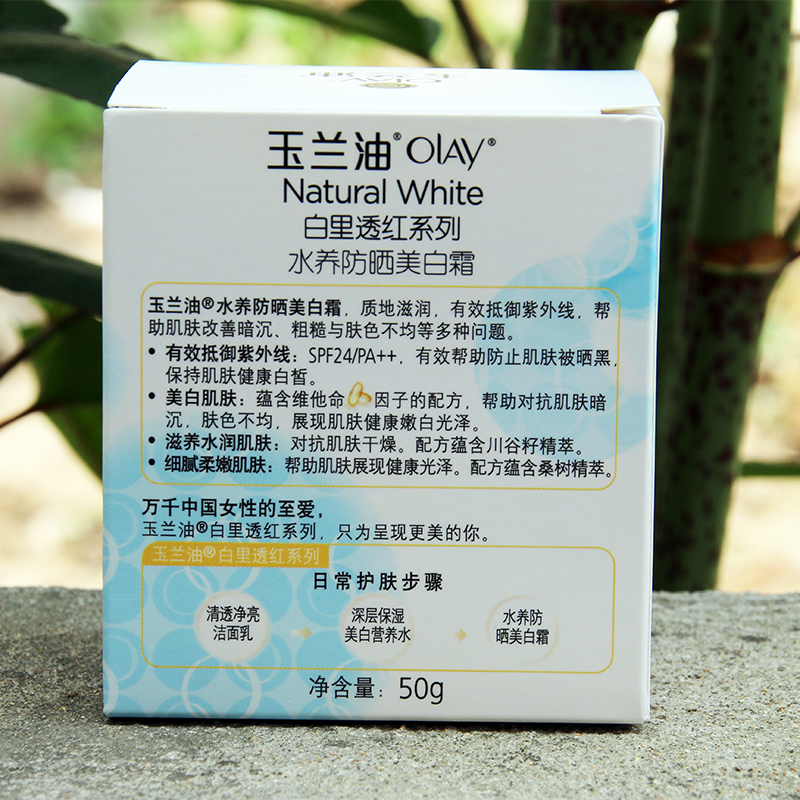 玉兰油® OLAY®
Natural White
白里透红系列
水养防晒美白霜
玉兰油®水养防晒美白霜，质地滋润，有效抵御紫外线，帮
助肌肤改善暗沉、粗糙与肤色不均等多种问题。
• 有效抵御紫外线：SPF24/PA++，有效帮助防止肌肤被晒黑，
保持肌肤健康白皙。
• 美白肌肤：蕴含维他命因子的配方，帮助对抗肌肤暗
沉，肤色不均，展现肌肤健康嫩白光泽。
• 滋养水润肌肤：对抗肌肤干燥。配方蕴含川谷籽精萃。
• 细腻柔嫩肌肤：帮助肌肤展现健康光泽。配方蕴含桑树精萃。
万千中国女性的至爱，
玉兰油®白里透红系列，只为呈现更美的你。
玉兰油®白里透红系列
日常护肤步骤
清透净亮 深层保湿 水养防
洁面乳 美白营养水 晒美白霜
净含量：50g